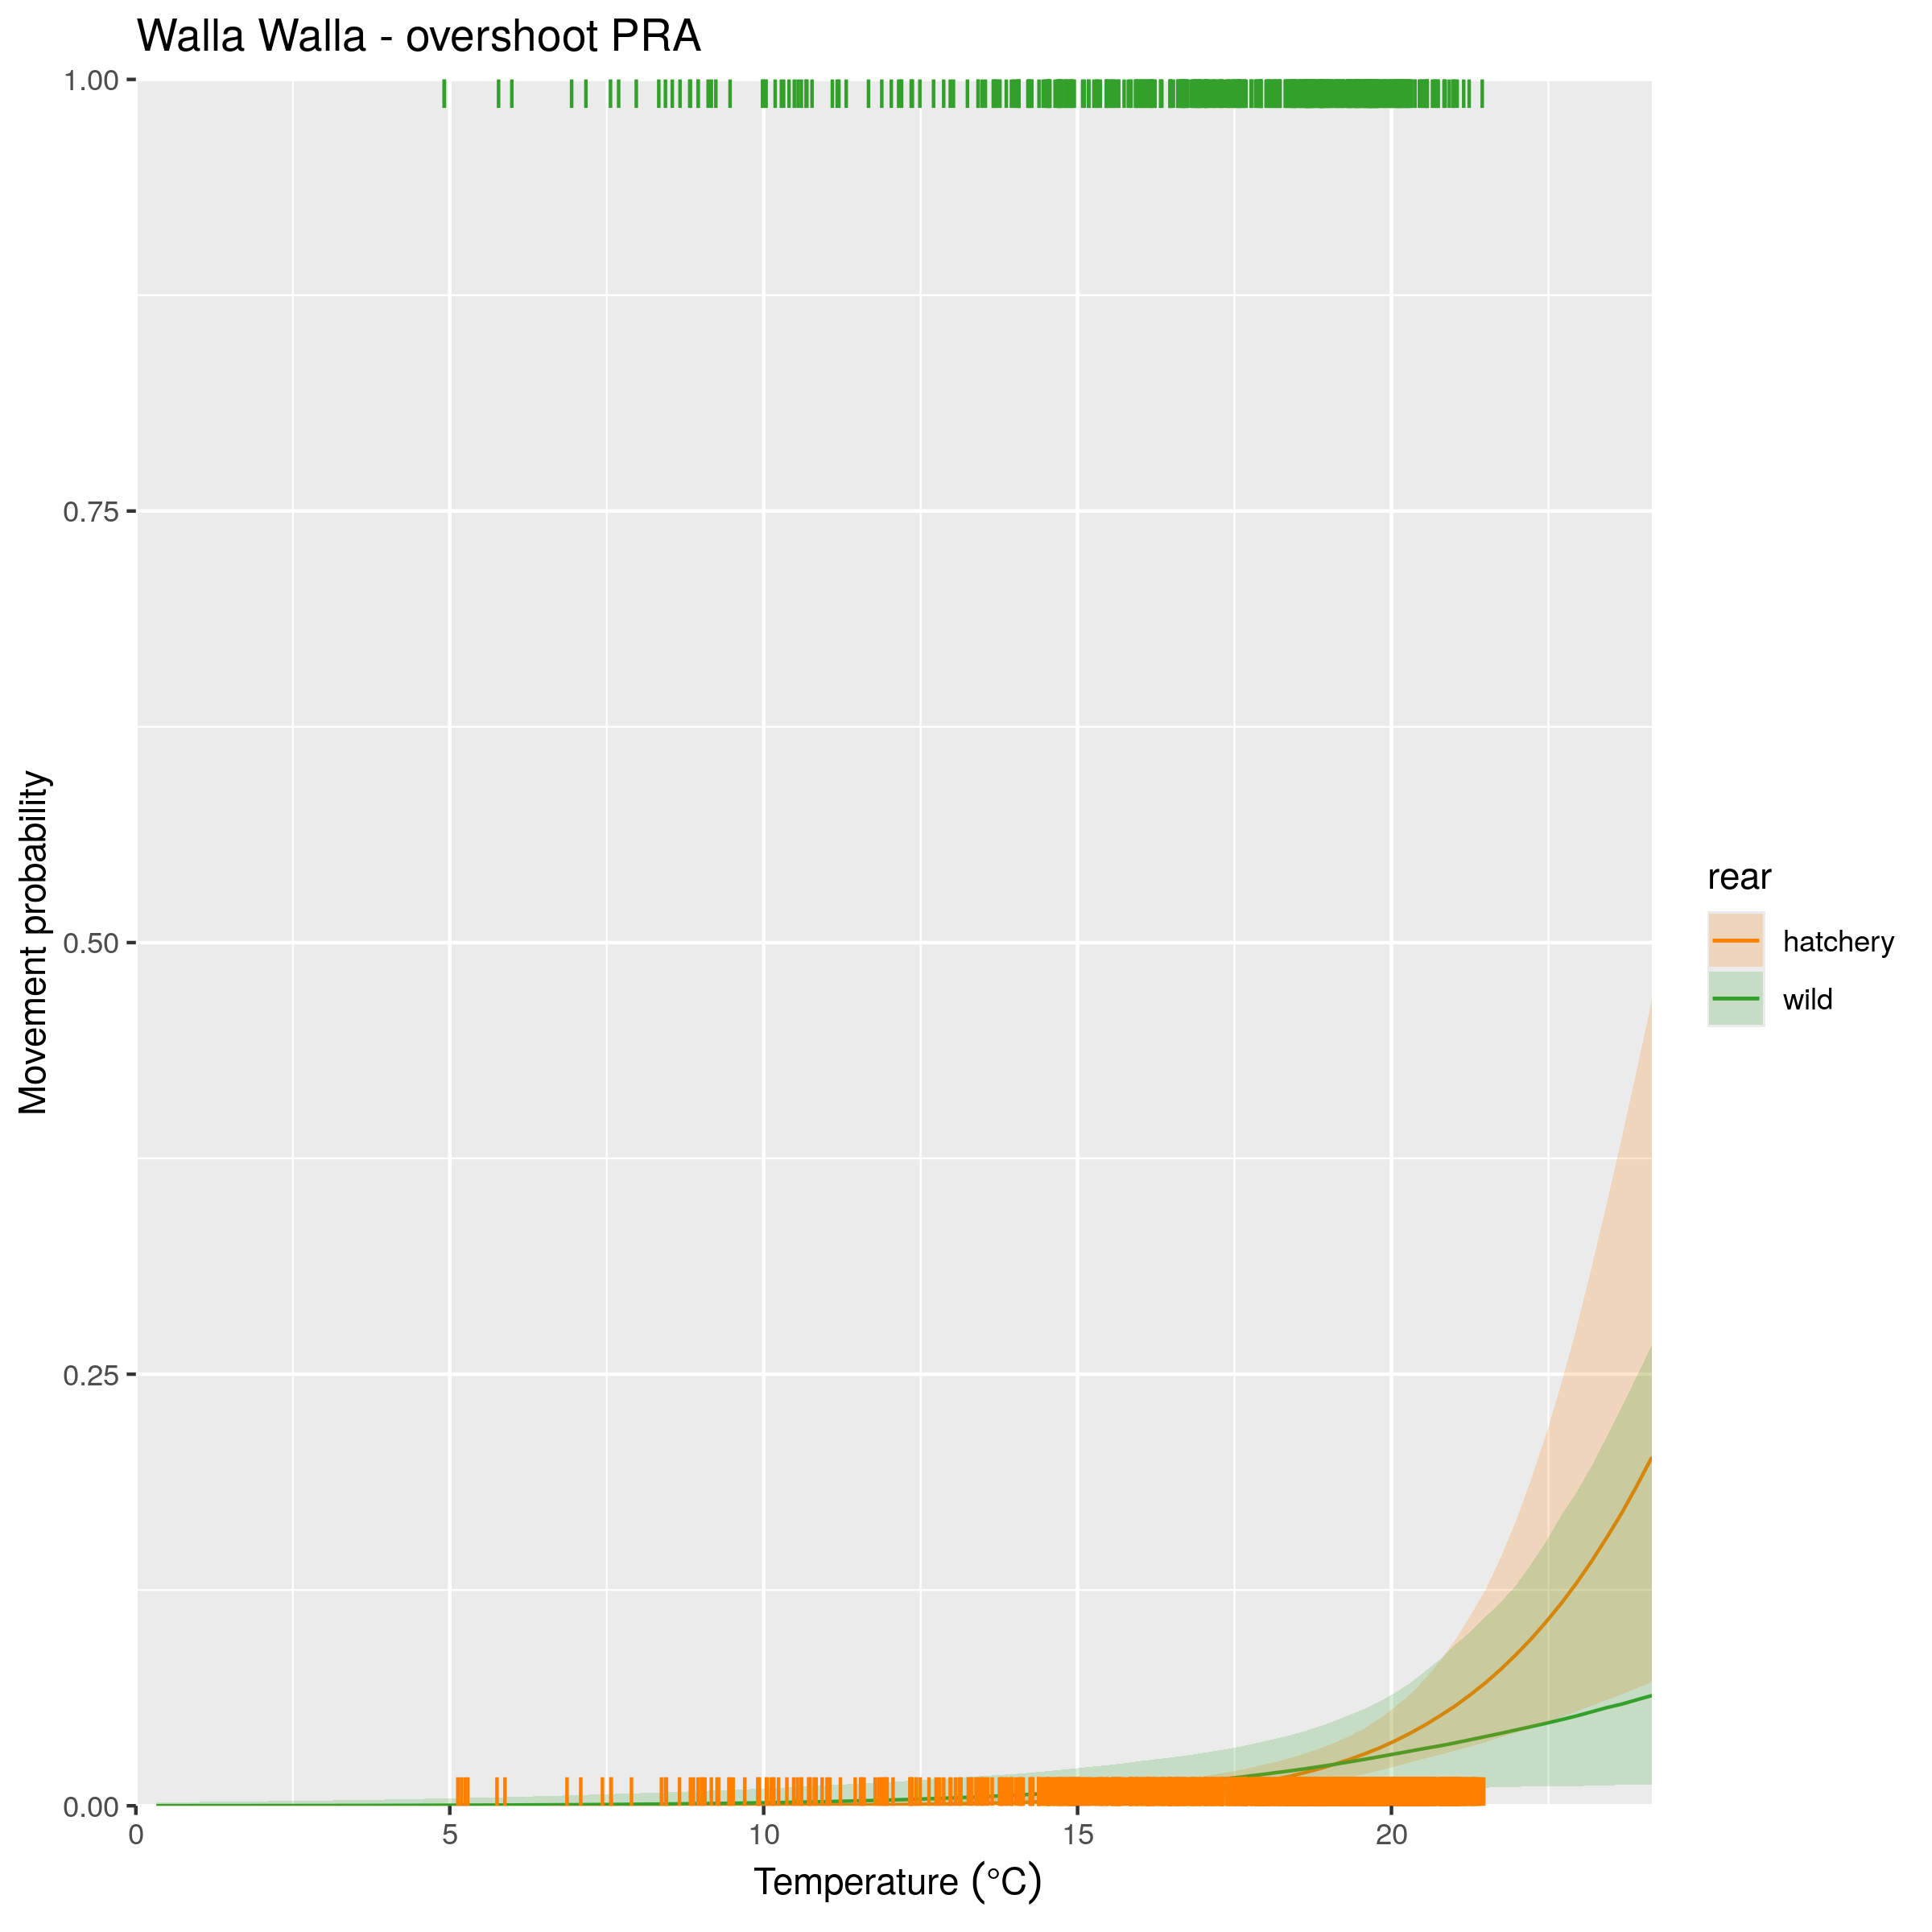 Walla Walla - overshoot PRA
1.00
0.75
0.50
0.25
0.00
0
5
10
15
20
Temperature (°C)
Movement probability
rear
hatchery
wild